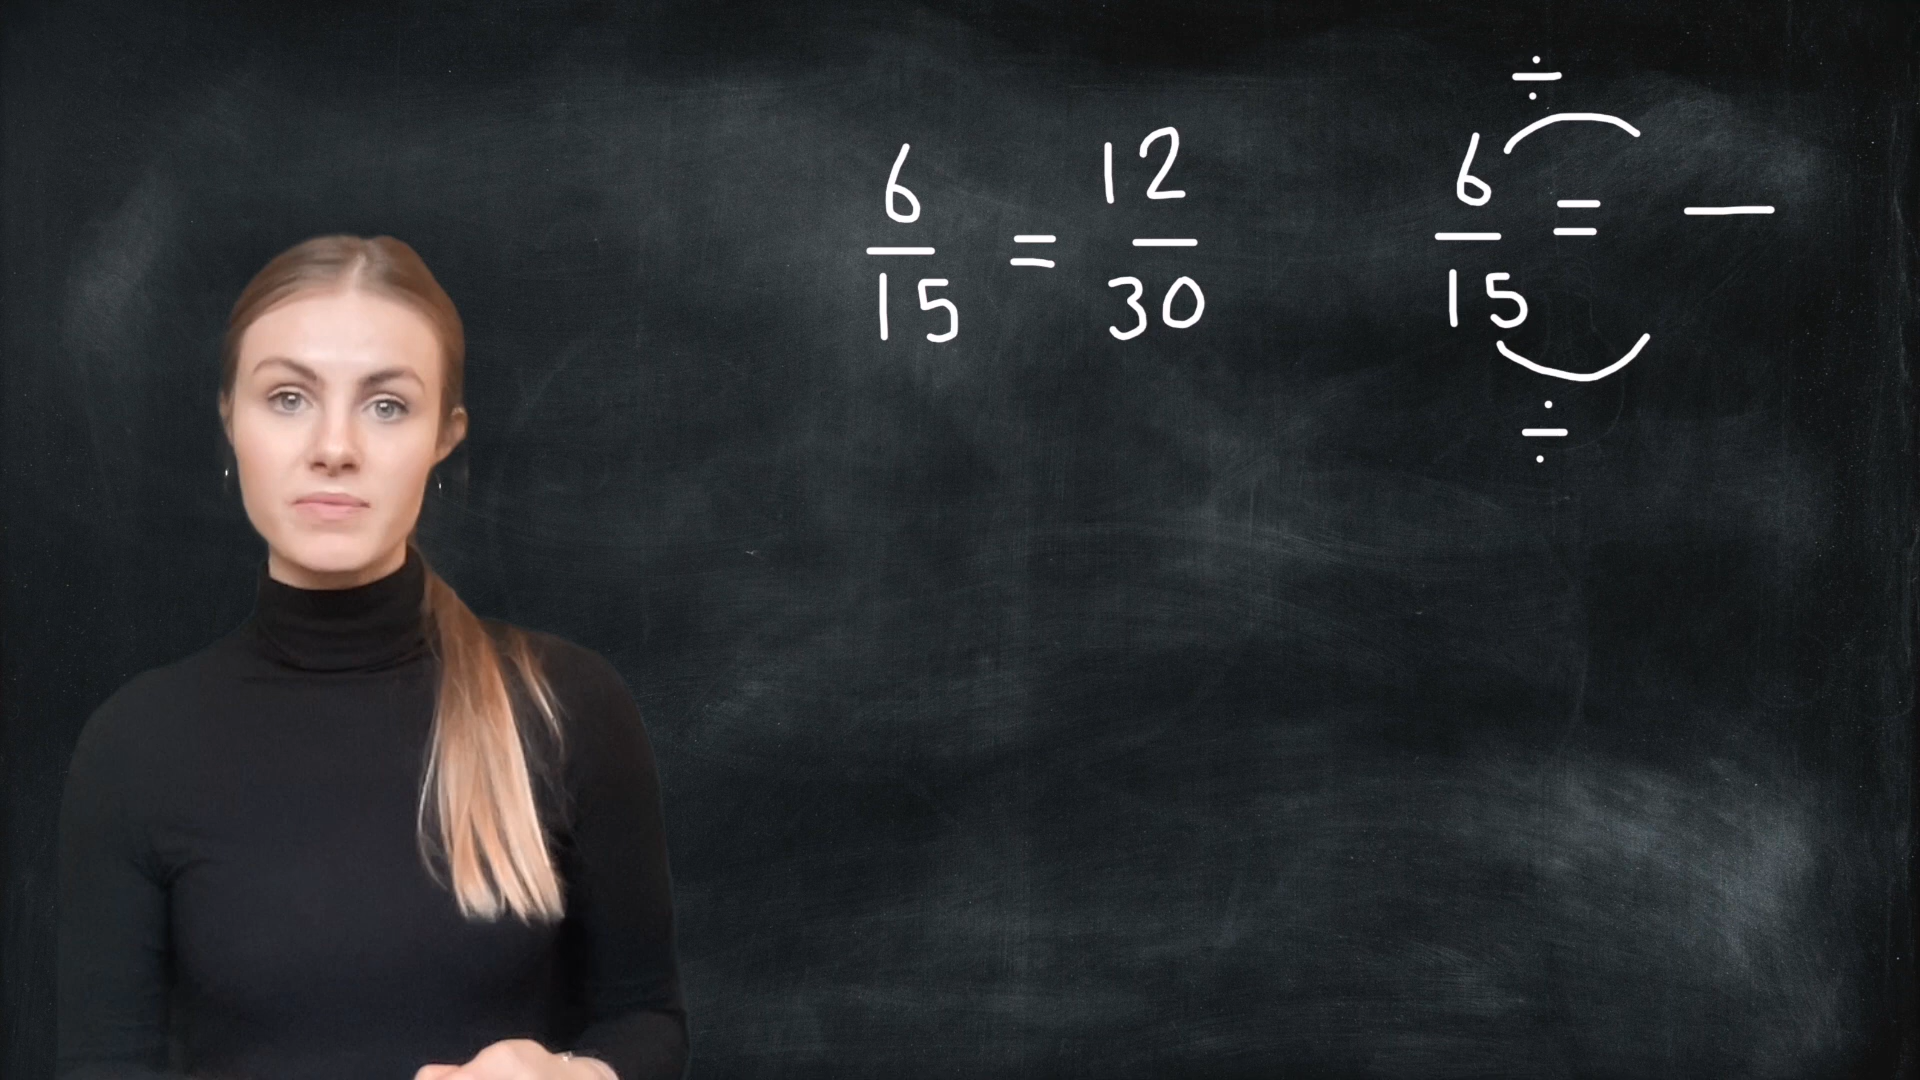 ÷
6/15 = 12/30
6/15 = —
÷